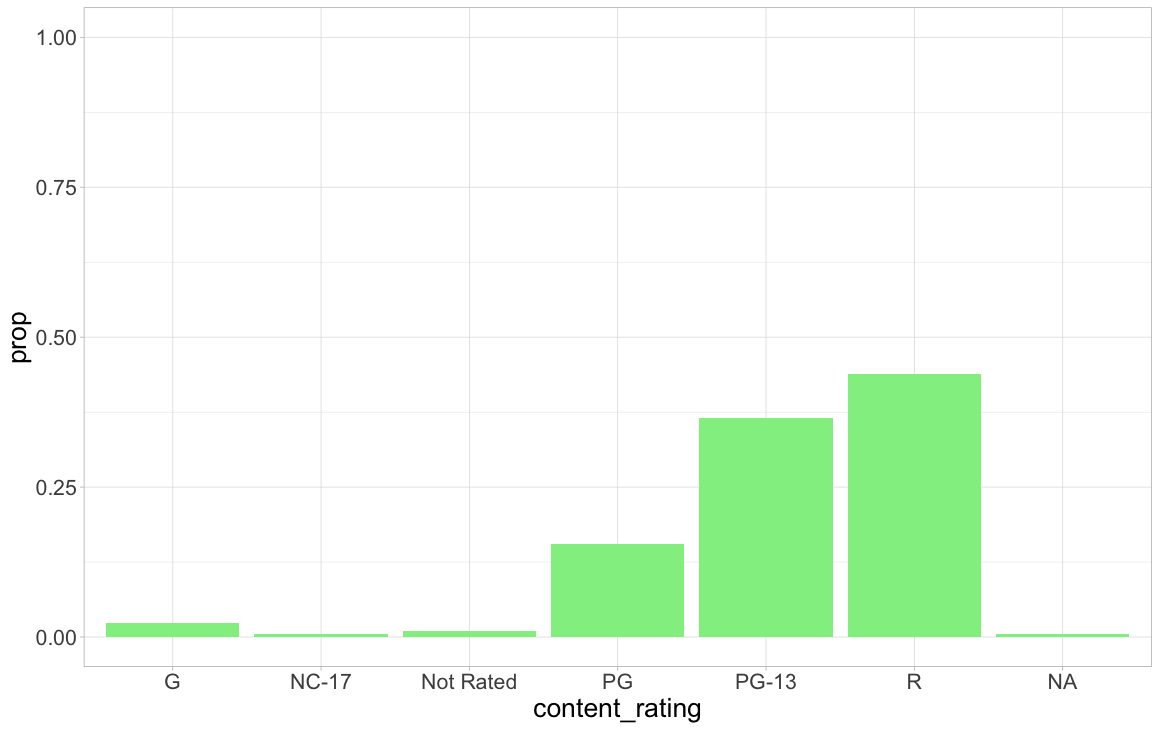 1.00
0.75
0.50
0.25
0.00
prop
G NC-17 Not Rated PG PG-13 R NA
content_rating